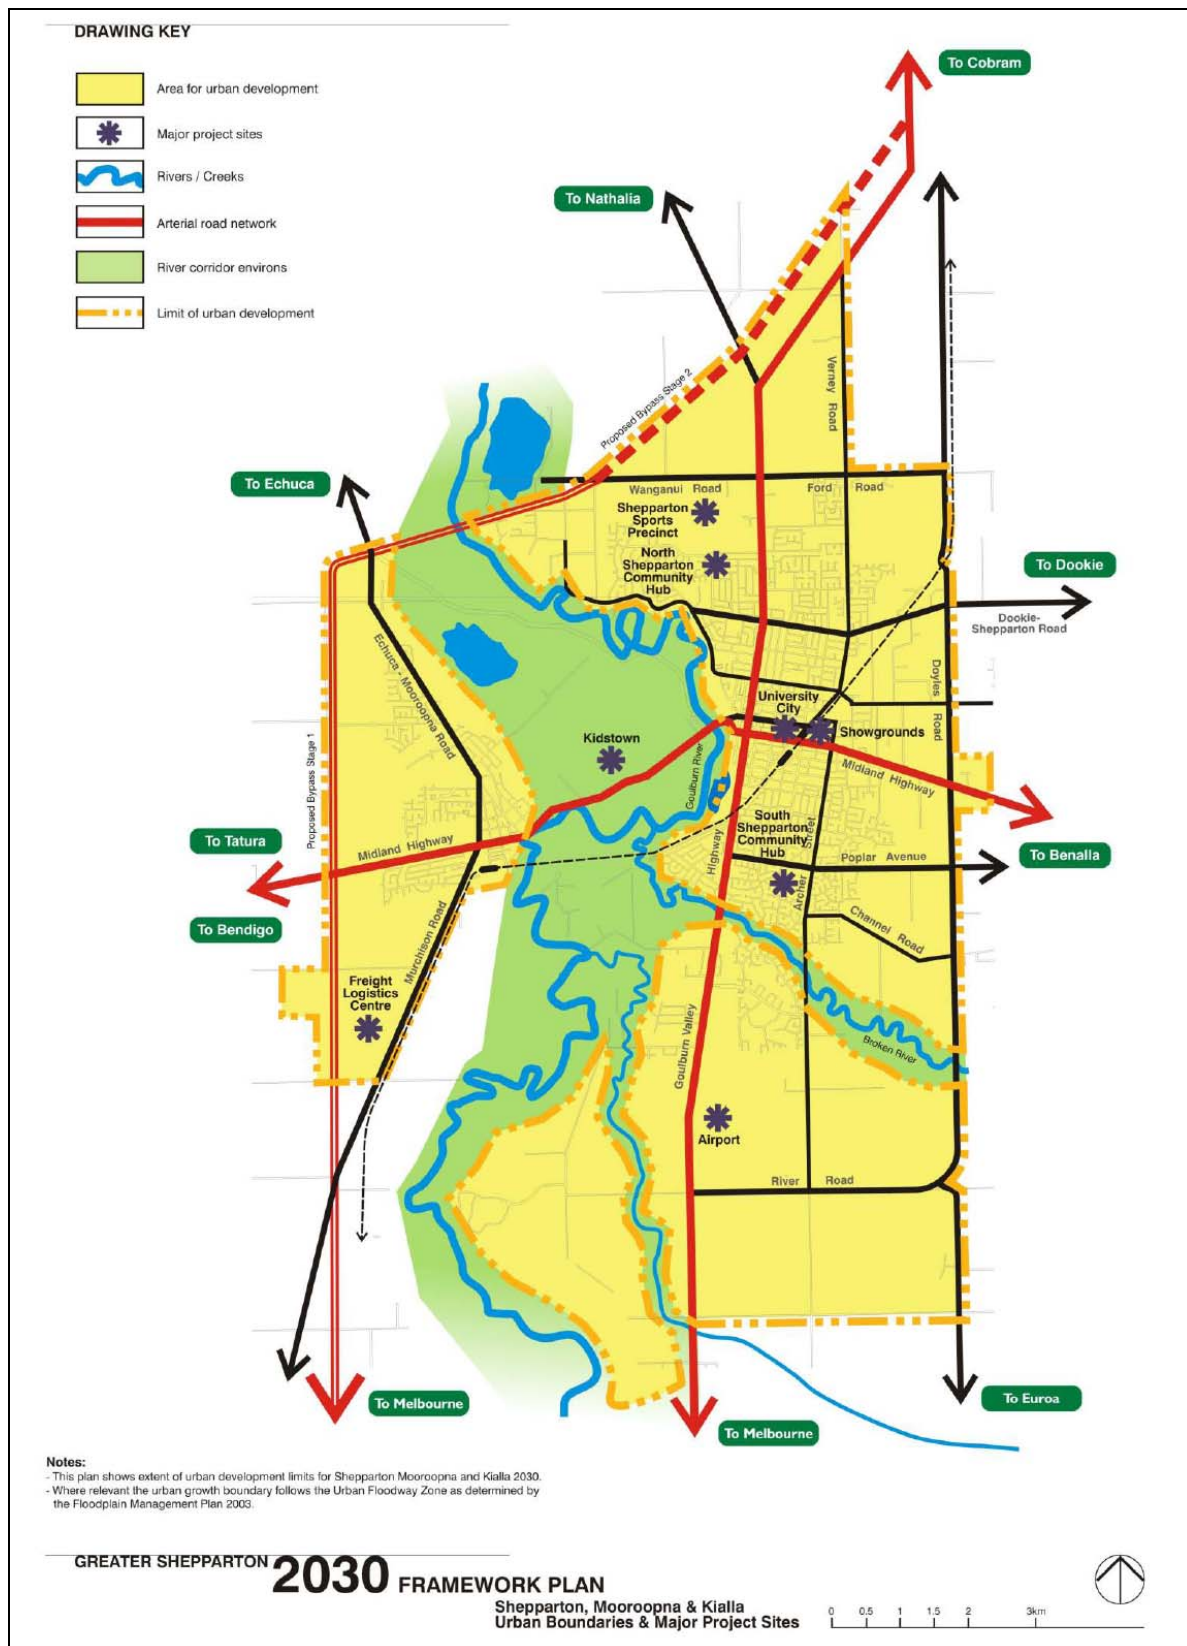 DRAWING KEY
Area for urban development
Major project sites
Rivers / Creeks
Arterial road network
River corridor environs
Limit of urban development
To Cobram
To Nathalia
Verney Road
Proposed Bypass Stage 2
To Echuca
Wanganui Road
Ford Road
Shepparton
Sports
Precinct
North
Shepparton
Community
Hub
To Dookie
Dookie-
Shepparton Road
Echuca - Mooroopna Road
Doyles Road
University
City
Showgrounds
Kidstown
Goulburn River
Midland Highway
Proposed Bypass Stage 1
To Tatura
Midland Highway
South
Shepparton
Community
Hub
Archer Street
Poplar Avenue
To Benalla
To Bendigo
Murchison Road
Channel Road
Freight
Logistics
Centre
Goulburn Valley Highway
Broken River
Airport
River Road
To Melbourne
To Melbourne
To Euroa
Notes:
- This plan shows extent of urban development limits for Shepparton Mooroopna and Kialla 2030.
- Where relevant the urban growth boundary follows the Urban Floodway Zone as determined by
the Floodplain Management Plan 2003.
GREATER SHEPPARTON 2030 FRAMEWORK PLAN
Shepparton, Mooroopna & Kialla
Urban Boundaries & Major Project Sites
0 0.5 1 1.5 2 3km